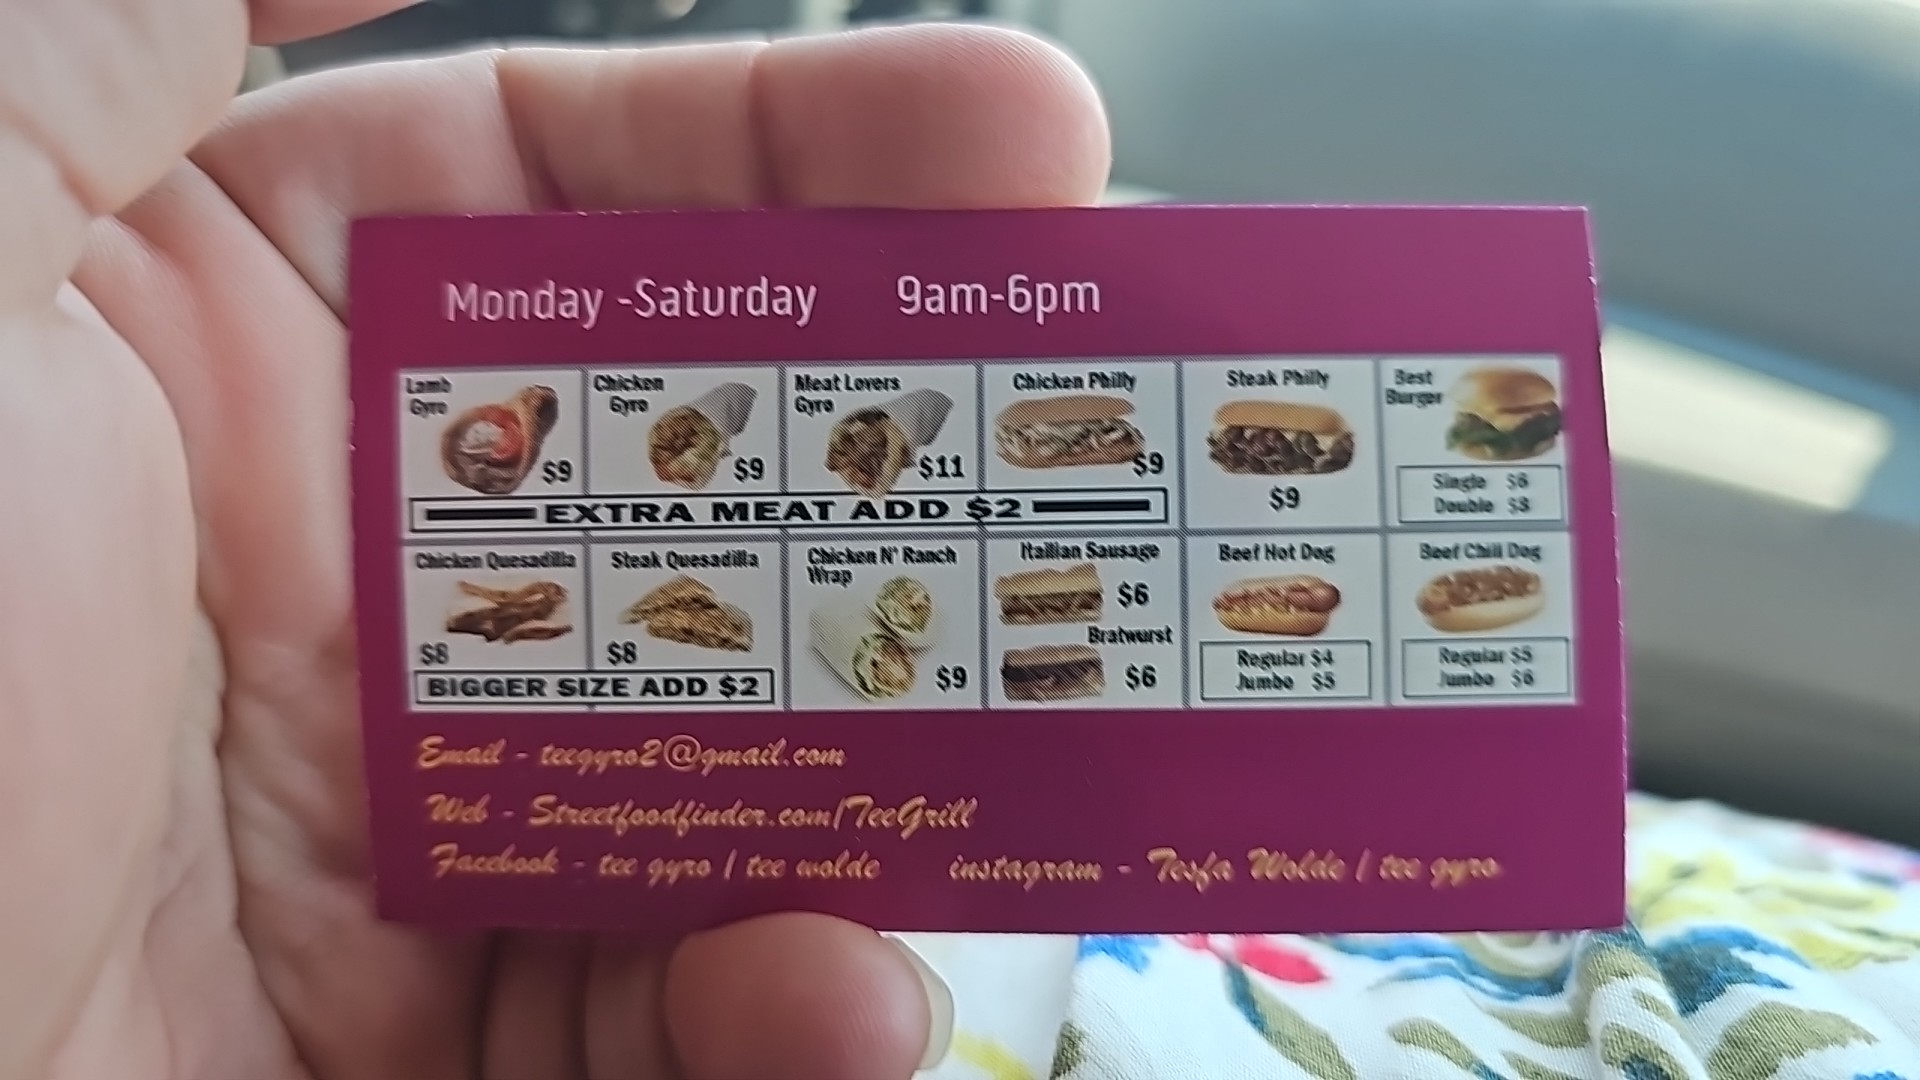 Monday -Saturday 9am-6pm
Lamb Gyro $9
Chicken Gyro $9
Meat Lovers Gyro $11
Chicken Philly $9
EXTRA MEAT ADD $2
Steak Philly $9
Best Burger
Single $6
Double $8
Chicken Quesadilla $8
Steak Quesadilla $8
BIGGER SIZE ADD $2
Chicken N' Ranch Wrap $9
Itallian Sausage $6
Bratwurst $6
Beef Hot Dog
Regular $4
Jumbo $5
Beef Chili Dog
Regular $5
Jumbo $6
Email - teegyro2@gmail.com
Web - Streetfoodfinder.com/TeeGrill
Facebook - tee gyro / tee wolde instagram - Tesfa Wolde / tee gyro